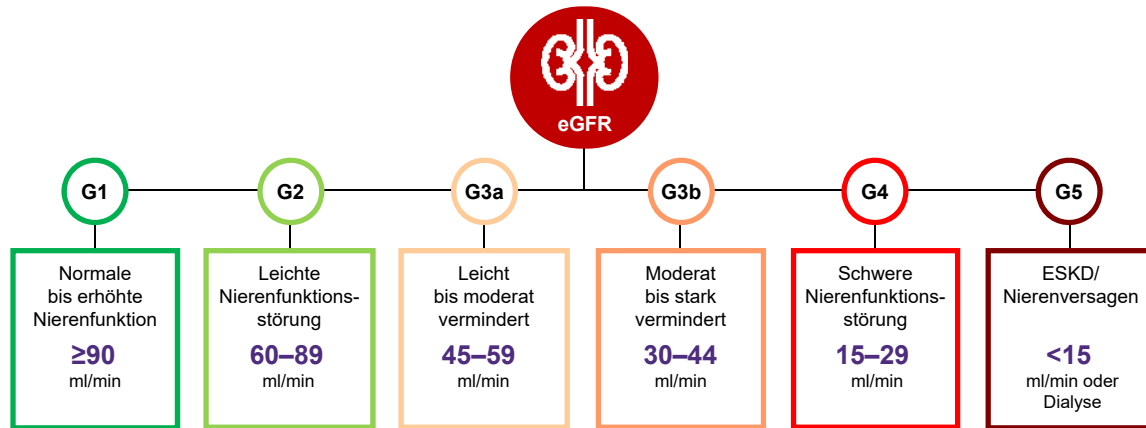 eGFR
G1
G2
G3a
G3b
G4
G5
Normale
bis erhöhte
Nierenfunktion
≥90
ml/min
Leichte
Nierenfunktions-
störung
60–89
ml/min
Leicht
bis moderat
vermindert
45–59
ml/min
Moderat
bis stark
vermindert
30–44
ml/min
Schwere
Nierenfunktions-
störung
15–29
ml/min
ESKD/
Nierenversagen
<15
ml/min oder
Dialyse